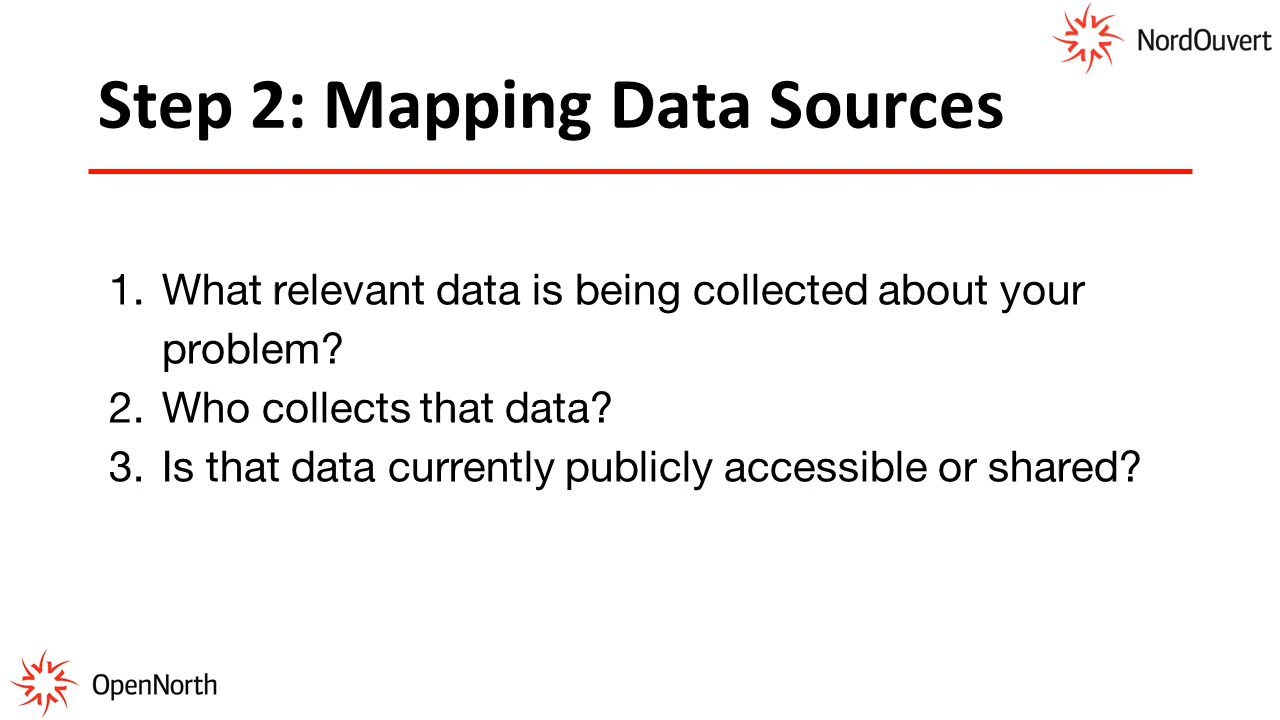 NordOuvert
Step 2: Mapping Data Sources
1. What relevant data is being collected about your
problem?
2. Who collects that data?
3. Is that data currently publicly accessible or shared?
OpenNorth